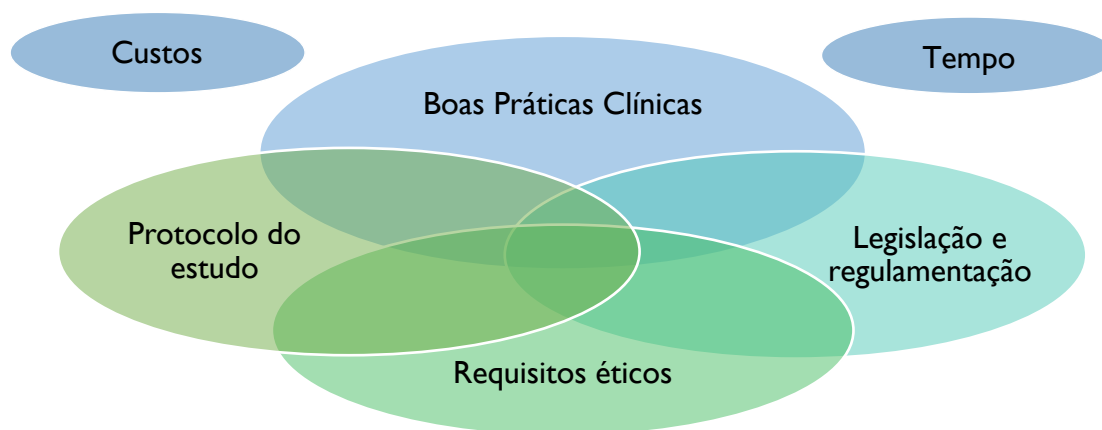 Custos
Tempo
Boas Práticas Clínicas
Protocolo do
estudo
Legislação e
regulamentação
Requisitos éticos